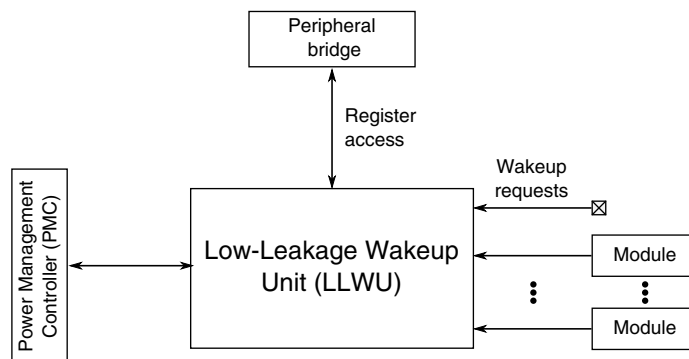 Peripheral
bridge
Register
access
Wakeup
requests
Power Management
Controller (PMC)
Low-Leakage Wakeup
Unit (LLWU)
Module
Module